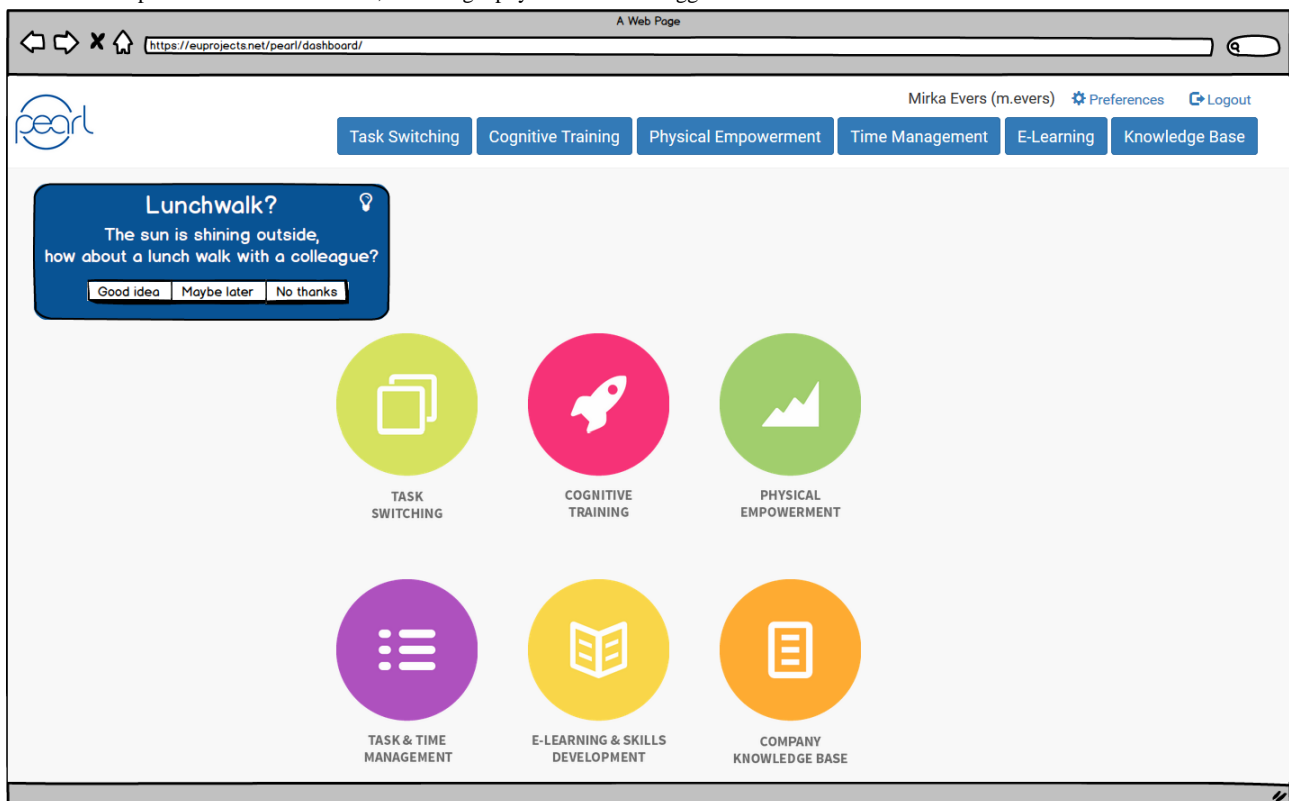 A Web Page
https://euprojects.net/pearl/dashboard/
Mirka Evers (m.evers) Preferences Logout
pearl
Task Switching Cognitive Training Physical Empowerment Time Management E-Learning Knowledge Base
Lunchwalk?
The sun is shining outside,
how about a lunch walk with a colleague?
Good idea Maybe later No thanks
TASK
SWITCHING
COGNITIVE
TRAINING
PHYSICAL
EMPOWERMENT
TASK & TIME
MANAGEMENT
E-LEARNING & SKILLS
DEVELOPMENT
COMPANY
KNOWLEDGE BASE